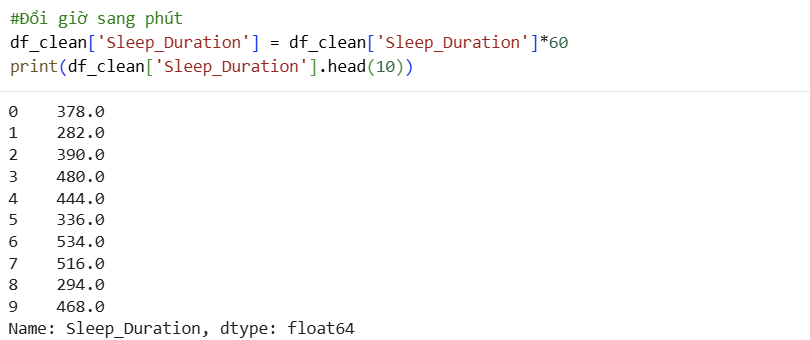 #Đổi giờ sang phút
df_clean['Sleep_Duration'] = df_clean['Sleep_Duration']*60
print(df_clean['Sleep_Duration'].head(10))
0    378.0
1    282.0
2    390.0
3    480.0
4    444.0
5    336.0
6    534.0
7    516.0
8    294.0
9    468.0
Name: Sleep_Duration, dtype: float64